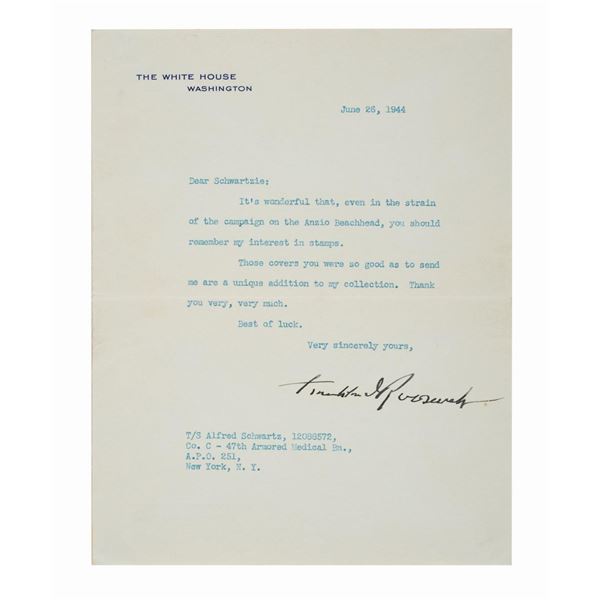 THE WHITE HOUSE
WASHINGTON
June 26, 1944
Dear Schwartzie:
It's wonderful that, even in the strain
of the campaign on the Anzio Beachhead, you should
remember my interest in stamps.
Those covers you were so good as to send
me are a unique addition to my collection. Thank
you very, very much.
Best of luck.
Very sincerely yours,
Franklin D Roosevelt
T/S Alfred Schwartz, 12088572,
Co. C - 47th Armored Medical Bn.,
A.P.O. 251,
New York, N. Y.